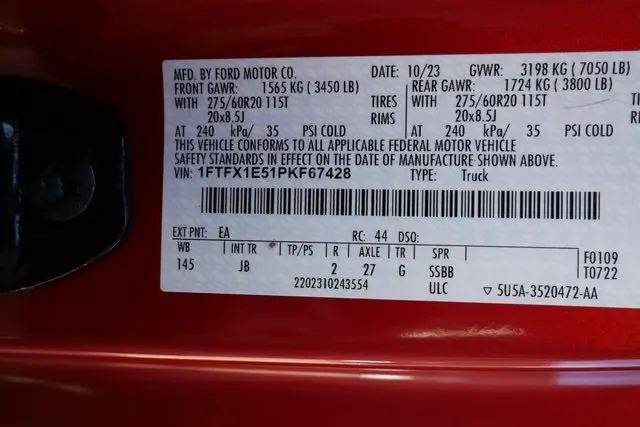 MFD. BY FORD MOTOR CO. DATE: 10/23 GVWR: 3198 KG ( 7050 LB)
FRONT GAWR: 1565 KG ( 3450 LB) REAR GAWR: 1724 KG ( 3800 LB)
WITH 275/60R20 115T TIRES WITH 275/60R20 115T TI
20x8.5J RIMS 20x8.5J RI
AT 240 kPa/ 35 PSI COLD AT 240 kPa/ 35 PSI COLD
THIS VEHICLE CONFORMS TO ALL APPLICABLE FEDERAL MOTOR VEHICLE
SAFETY STANDARDS IN EFFECT ON THE DATE OF MANUFACTURE SHOWN ABOVE.
VIN: 1FTFX1E51PKF67428 TYPE: Truck
EXT PNT: EA RC: 44 DSO:
WB INT TR TP/PS R AXLE TR SPR F0109
145 JB 2 27 G SSBB T0722
2202310243554 ULC ▽ 5U5A-3520472-AA